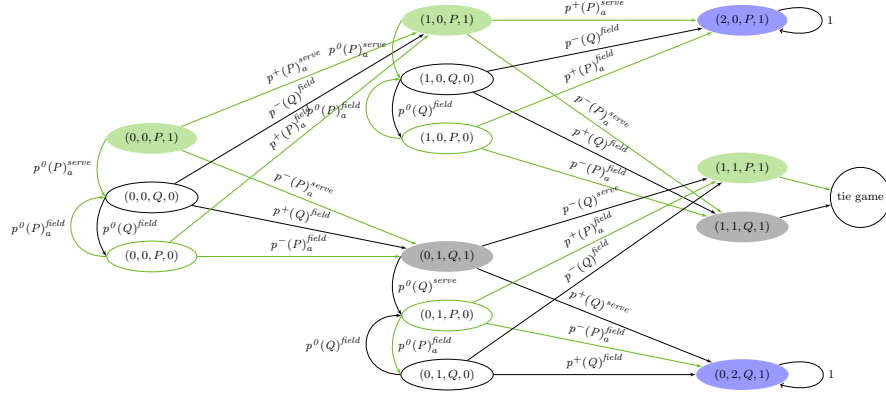 p⁺(P)ₐ^serve
(1, 0, P, 1)
(2, 0, P, 1)
1
p⁰(P)ₐ^serve
p⁻(Q)^field
p⁺(P)ₐ^serve
(1, 0, Q, 0)
p⁺(P)ₐ^field
p⁻(Q)^field
p⁰(P)ₐ^field
p⁰(Q)^field
p⁻(P)ₐ^serve
(0, 0, P, 1)
p⁺(P)ₐ^field
(1, 0, P, 0)
p⁺(Q)^field
p⁰(P)ₐ^serve
p⁻(P)ₐ^serve
p⁻(P)ₐ^field
(1, 1, P, 1)
(0, 0, Q, 0)
p⁻(Q)^serve
tie game
p⁰(P)ₐ^field
p⁰(Q)^field
p⁺(Q)^field
p⁺(P)ₐ^field
(1, 1, Q, 1)
p⁻(P)ₐ^field
(0, 0, P, 0)
(0, 1, Q, 1)
p⁻(Q)^field
p⁰(Q)^serve
p⁺(Q)^serve
(0, 1, P, 0)
p⁻(P)ₐ^field
p⁰(Q)^field
p⁰(P)ₐ^field
p⁺(Q)^field
(0, 1, Q, 0)
(0, 2, Q, 1)
1